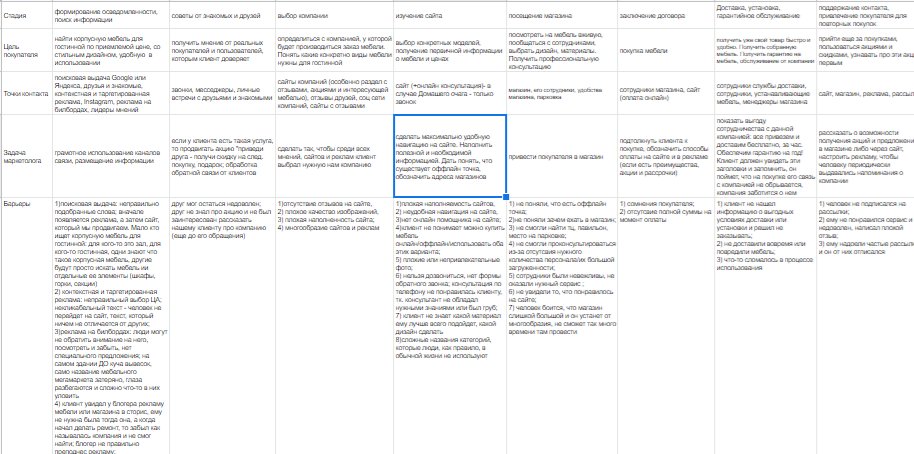 Стадия
формирование осведомленности,
поиск информации
советы от знакомых и друзей
выбор компании
изучение сайта
посещение магазина
заключение договора
Доставка, установка,
гарантийное обслуживание
поддержание контакта,
привлечение покупателя для
повторных покупок
Цель
покупателя
найти корпусную мебель для
гостинной по приемлемой цене, со
стильным дизайном, удобную в
использовании
получить мнение от реальных
покупателей и пользователей,
которым клиент доверяет
определиться с компанией, у которой
будет производиться заказ мебели.
Понять какие конкретно виды мебели
нужны для гостинной
выбор конкретных моделей,
получение первичной информации
о мебели и ценах
посмотреть на мебель вживую,
пообщаться с сотрудниками,
выбрать дизайн, материалы.
Получить профессиональную
консультацию
покупка мебели
получить уже свой товар быстро и
удобно. Получить собранную
мебель. Получить гарантию на
мебель, обслуживание от компании
прийти еще за покупками,
пользоваться акциями и
скидками, узнавать про эти акц
первым
Точки контакта
поисковая выдача Google или
Яндекса, друзья и знакомые,
контекстная и таргетированная
реклама, Instagram, реклама на
билбордах, лидеры мнений
звонки, месседжеры, личные
встречи с друзьями и знакомыми
сайты компаний (особенно раздел с
отзывами, акциями и интересующей
мебелью), отзывы друзей, соц сети
компаний, сайты с отзывами
сайт (+онлайн консультация)- в
случае Домашего очага - только
звонок
магазин, его сотрудники, удобства
магазина, парковка
сотрудники магазина, сайт
(оплата онлайн)
сотрудники службы доставки,
сотрудники, устанавливающие
мебель, менеджеры магазина
сайт, магазин, реклама, рассыл
Задача
маркетолога
грамотное использование каналов
связи, размещение информации
если у клиента есть такая услуга,
то продвигать акцию "приведи
друга - получи скидку на след.
покупку, подарок; обработка
обратной связи от клиентов
сделать так, чтобы среди всех
мнений, сайтов и реклам клиент
выбрал нужную нам компанию
сделать максимально удобную
навигацию на сайте. Наполнить
полезной и необходимой
информацией. Дать понять, что
существует оффлайн точка,
обозначить адреса магазинов
привести покупателя в магазин
подтолкнуть клиента к
покупке, обозначить способы
оплаты на сайте и в рекламе
(если есть преимущества,
акции и рассрочки)
показать выгоду
сотрудничества с данной
компанией: все привезем и
доставим бесплатно, за час.
Обеспечим гарантию на год!
Клиент должен увидеть эти
заголовки и запомнить, он
поймет, что на покупке его связь
с компанией не обрывается,
компания заботится о нем
рассказать о возможности
получения акций и предложени
в магазине либо через сайт,
настроить рекламу, чтобы
человеку периодически
выдавались напоминания о
компании
Барьеры
1)поисковая выдача: неправильно
подобранные слова; вначале
появляется реклама, а затем сайт,
который мы продвигаем. Мало кто
ищет корпусную мебель для
гостинной: для кого-то это зал, для
кого-то гостинная, одни знают что
такое корпусная мебель, другие
будут просто искать мебель ии
отдельные ее элементы (шкафы,
горки, секции)
2) контекстная и таргетированная
реклама: неправильный выбор ЦА;
некликабельный текст - человек не
перейдет на сайт, текст, который
ничем не отличается от других;
3)реклама на билбордах: люди могут
не обратить внимание на него,
посмотреть и забыть, нет
специального предложения; на
самом здании ДО куча вывесок,
само название мебельного
мегамаркета затеряно, глаза
разбегаются и сложно что-то в них
уловить
4) клиент увидел у блогера рекламу
мебели или магазина в сторис, ему
не нужна была тогда она, а когда
начал делать ремонт, то забыл как
называлась компания и не смог
найти; блогер не правильно
преподнес рекламу;
друг мог остаться недоволен;
друг не знал про акцию и не был
заинтересован рассказать
нашему клиенту про компанию
(еще до его обращения)
1)отсутствие отзывов на сайте,
2) плохое качество изображений,
3) плохая наполненость сайта;
4) многообразие сайтов и реклам
1)плохая наполняемость сайтов,
2) неудобная навигация на сайте,
3)нет онлайн помощника на сайте;
4)клиент не понимает можно купить
мебель
онлайн/оффлайн/использовать оба
этих варианта;
5) плохие или непривлекательные
фото;
6) нельзя дозвониться, нет формы
обратного звонка; консультация по
телефону не понравилась клиенту,
тк. консультант не обладал
нужными знаниями или был груб;
7) клиент не знает какой материал
ему лучше всего подойдет, какой
дизайн сделать
8)сложные названия категорий,
которые люди, как правило, в
обычной жизни не используют
1) не поняли, что есть оффлайн
точка;
2)не поняли зачем ехать в магазин;
3) не смогли найти тц, павильон,
место на парковке;
4) не смогли проконсультироваться
из-за отсутсвия нужного
количества персонала/их большой
загруженности;
5) сотрудники были невежливы, не
оказали нужный сервис ;
6) не увидели то, что понравилось
на сайте;
7) человек боится, что магазин
слишкой большой и он устанет от
многообразия, не сможет так много
времени там провести
1) сомнения покупателя;
2) отсутсвие полной суммы на
момент оплаты
1) клиент не нашел
информацию о выгодных
условиях доставки или
установки и решил не
заказывать;
2) не доставили вовремя или
повредили мебель;
3) что-то сломалось в процессе
использования
1) человек не подписался на
рассылки;
2) ему не понравился сервис и
недоволен, написал плохой
отзыв;
3) ему надоели частые рассылк
и он от них отписался